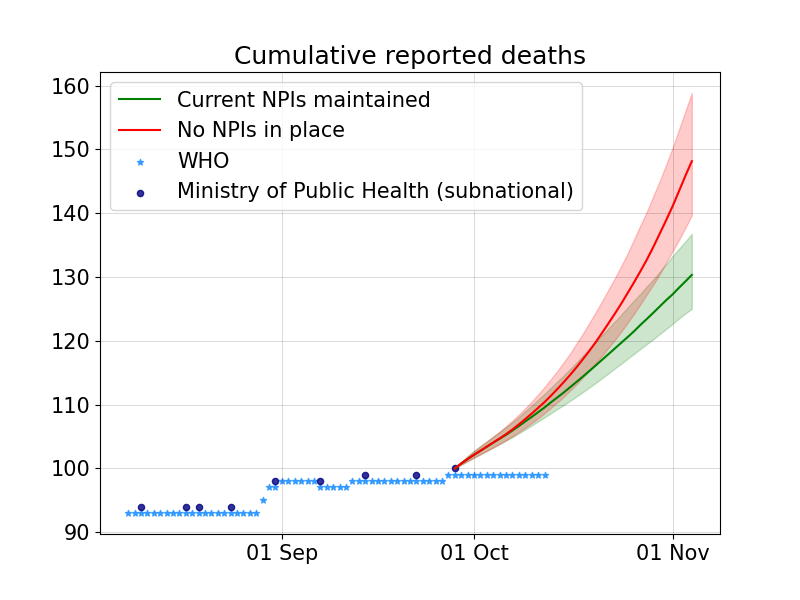 Cumulative reported deaths
Current NPIs maintained
No NPIs in place
WHO
Ministry of Public Health (subnational)
160
150
140
130
120
110
100
90
01 Sep
01 Oct
01 Nov